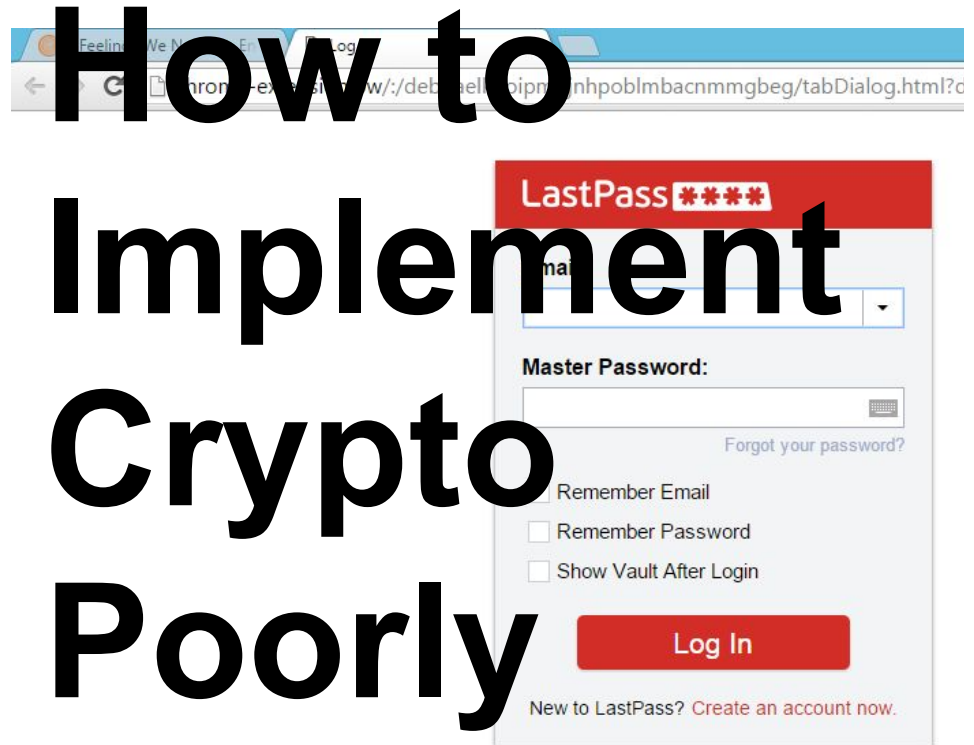 How to
Implement
Crypto
Poorly
LastPass ****
Master Password:
Forgot your password?
Remember Email
Remember Password
Show Vault After Login
Log In
New to LastPass? Create an account now.